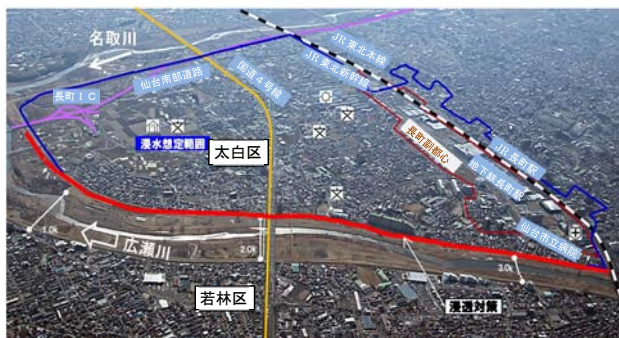 名取川
JR東北本線
JR東北新幹線
国道4号線
仙台南部道路
長町IC
浸水想定範囲
太白区
長町副都心
JR長町駅
地下鉄長町駅
仙台市立病院
1.0k
広瀬川
2.0k
3.0k
若林区
浸透対策